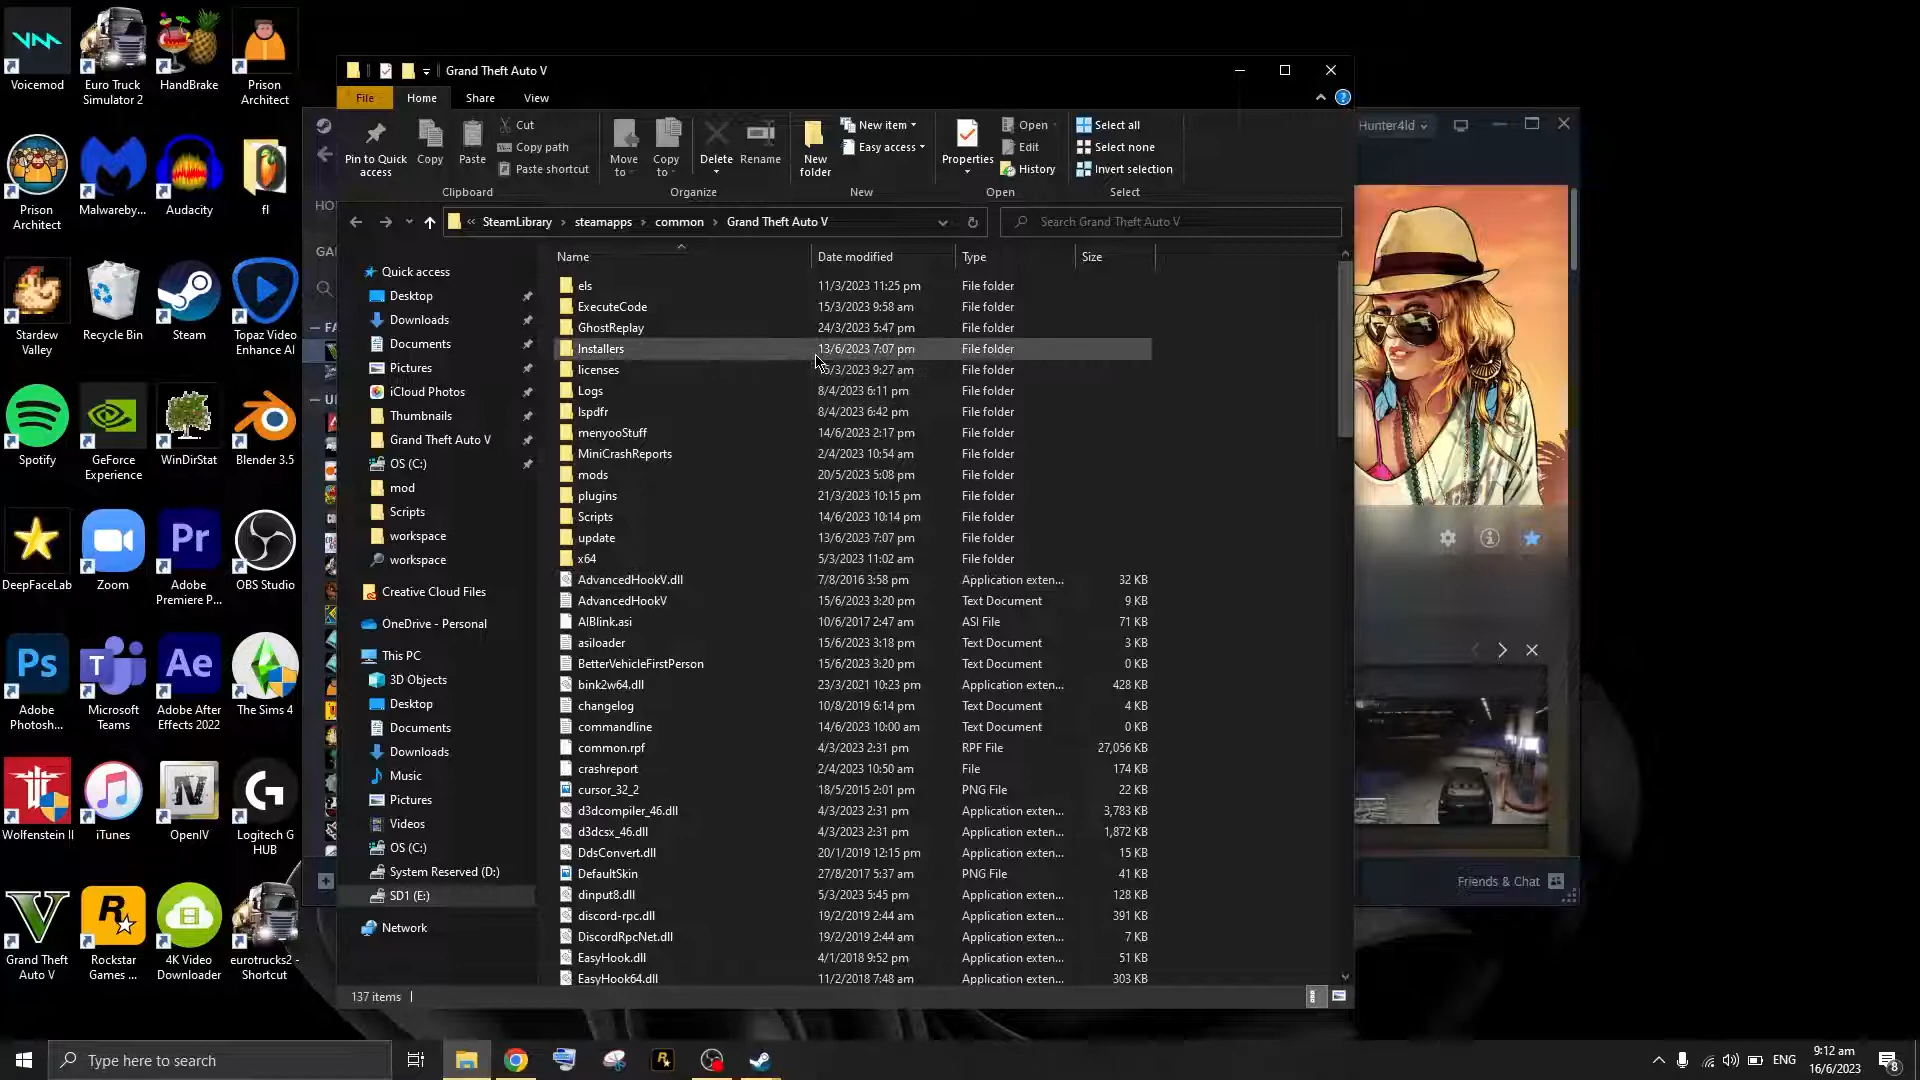 Voicemod
Euro Truck
Simulator 2
HandBrake
Prison
Architect
Prison
Architect
Malwareby...
Audacity
fl
Stardew
Valley
Recycle Bin
Steam
Topaz Video
Enhance AI
Spotify
GeForce
Experience
WinDirStat
Blender 3.5
DeepFaceLab
Zoom
Adobe
Premiere P...
OBS Studio
Adobe
Photosh...
Microsoft
Teams
Adobe After
Effects 2022
The Sims 4
Wolfenstein II
iTunes
OpenIV
Logitech G
HUB
Grand Theft
Auto V
Rockstar
Games ...
4K Video
Downloader
eurotrucks2 -
Shortcut
Grand Theft Auto V
File
Home
Share
View
Pin to Quick
access
Copy
Paste
Cut
Copy path
Paste shortcut
Clipboard
Move
to
Copy
to
Delete
Rename
Organize
New
folder
New item
Easy access
New
Properties
Open
Edit
History
Open
Select all
Select none
Invert selection
Select
« SteamLibrary > steamapps > common > Grand Theft Auto V
Search Grand Theft Auto V
Quick access
Desktop
Downloads
Documents
Pictures
iCloud Photos
Thumbnails
Grand Theft Auto V
OS (C:)
mod
Scripts
workspace
workspace
Creative Cloud Files
OneDrive - Personal
This PC
3D Objects
Desktop
Documents
Downloads
Music
Pictures
Videos
OS (C:)
System Reserved (D:)
SD1 (E:)
Network
Name Date modified Type Size
els 11/3/2023 11:25 pm File folder
ExecuteCode 15/3/2023 9:58 am File folder
GhostReplay 24/3/2023 5:47 pm File folder
Installers 13/6/2023 7:07 pm File folder
licenses 5/3/2023 9:27 am File folder
Logs 8/4/2023 6:11 pm File folder
lspdfr 8/4/2023 6:42 pm File folder
menyooStuff 14/6/2023 2:17 pm File folder
MiniCrashReports 2/4/2023 10:54 am File folder
mods 20/5/2023 5:08 pm File folder
plugins 21/3/2023 10:15 pm File folder
Scripts 14/6/2023 10:14 pm File folder
update 13/6/2023 7:07 pm File folder
x64 5/3/2023 11:02 am File folder
AdvancedHookV.dll 7/8/2016 3:58 pm Application exten... 32 KB
AdvancedHookV 15/6/2023 3:20 pm Text Document 9 KB
AIBlink.asi 10/6/2017 2:47 am ASI File 71 KB
asiloader 15/6/2023 3:18 pm Text Document 3 KB
BetterVehicleFirstPerson 15/6/2023 3:20 pm Text Document 0 KB
bink2w64.dll 23/3/2021 10:23 pm Application exten... 428 KB
changelog 10/8/2019 6:14 pm Text Document 4 KB
commandline 14/6/2023 10:00 am Text Document 0 KB
common.rpf 4/3/2023 2:31 pm RPF File 27,056 KB
crashreport 2/4/2023 10:50 am File 174 KB
cursor_32_2 18/5/2015 2:01 pm PNG File 22 KB
d3dcompiler_46.dll 4/3/2023 2:31 pm Application exten... 3,783 KB
d3dcsx_46.dll 4/3/2023 2:31 pm Application exten... 1,872 KB
DdsConvert.dll 20/1/2019 12:15 pm Application exten... 15 KB
DefaultSkin 27/8/2017 5:37 am PNG File 41 KB
dinput8.dll 5/3/2023 5:45 pm Application exten... 128 KB
discord-rpc.dll 19/2/2019 2:44 am Application exten... 391 KB
DiscordRpcNet.dll 19/2/2019 2:44 am Application exten... 7 KB
EasyHook.dll 4/1/2018 9:52 pm Application exten... 51 KB
EasyHook64.dll 11/2/2018 7:48 am Application exten... 303 KB
137 items
Hunter4ld
Friends & Chat
HO
GA
FA
U
Type here to search
ENG
9:12 am
16/6/2023
8